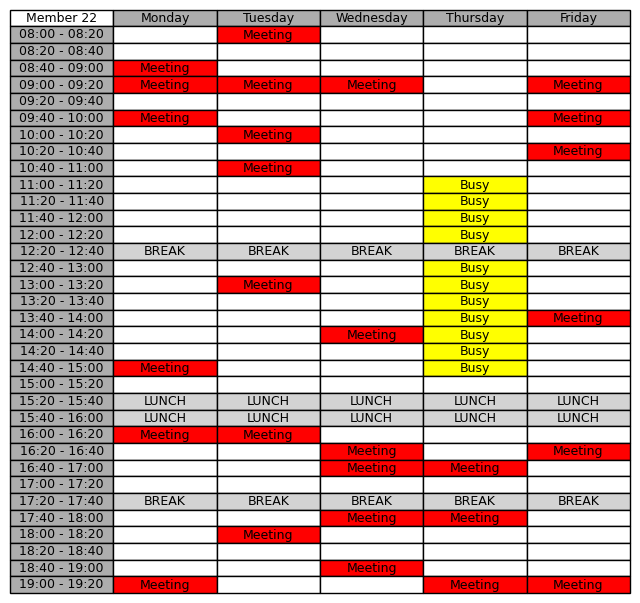 Member 22 Monday Tuesday Wednesday Thursday Friday
08:00 - 08:20 Meeting
08:20 - 08:40
08:40 - 09:00 Meeting
09:00 - 09:20 Meeting Meeting Meeting Meeting
09:20 - 09:40
09:40 - 10:00 Meeting Meeting
10:00 - 10:20 Meeting
10:20 - 10:40 Meeting
10:40 - 11:00 Meeting
11:00 - 11:20 Busy
11:20 - 11:40 Busy
11:40 - 12:00 Busy
12:00 - 12:20 Busy
12:20 - 12:40 BREAK BREAK BREAK BREAK BREAK
12:40 - 13:00 Busy
13:00 - 13:20 Meeting Busy
13:20 - 13:40 Busy
13:40 - 14:00 Busy Meeting
14:00 - 14:20 Meeting Busy
14:20 - 14:40 Busy
14:40 - 15:00 Meeting Busy
15:00 - 15:20
15:20 - 15:40 LUNCH LUNCH LUNCH LUNCH LUNCH
15:40 - 16:00 LUNCH LUNCH LUNCH LUNCH LUNCH
16:00 - 16:20 Meeting Meeting
16:20 - 16:40 Meeting Meeting
16:40 - 17:00 Meeting Meeting
17:00 - 17:20
17:20 - 17:40 BREAK BREAK BREAK BREAK BREAK
17:40 - 18:00 Meeting Meeting
18:00 - 18:20 Meeting
18:20 - 18:40
18:40 - 19:00 Meeting
19:00 - 19:20 Meeting Meeting Meeting